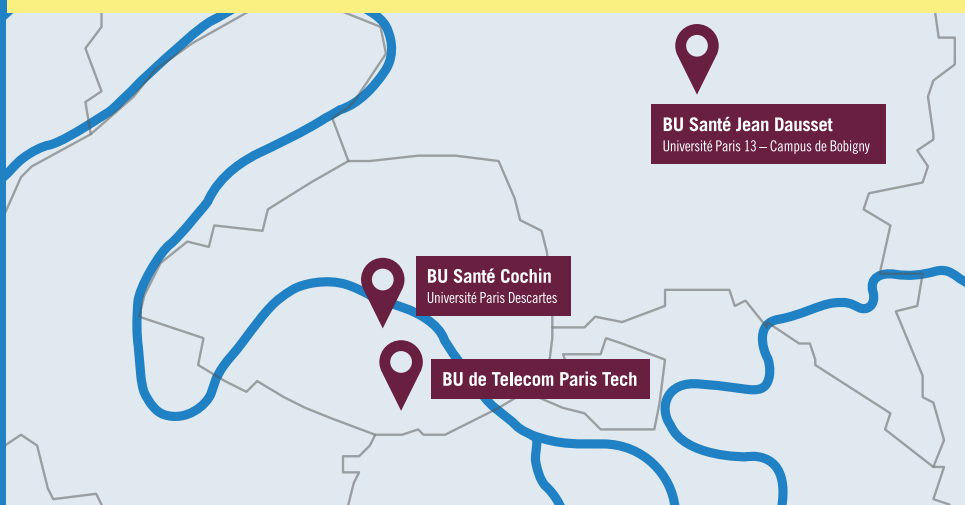 BU Santé Jean Dausset
Université Paris 13 – Campus de Bobigny
BU Santé Cochin
Université Paris Descartes
BU de Telecom Paris Tech